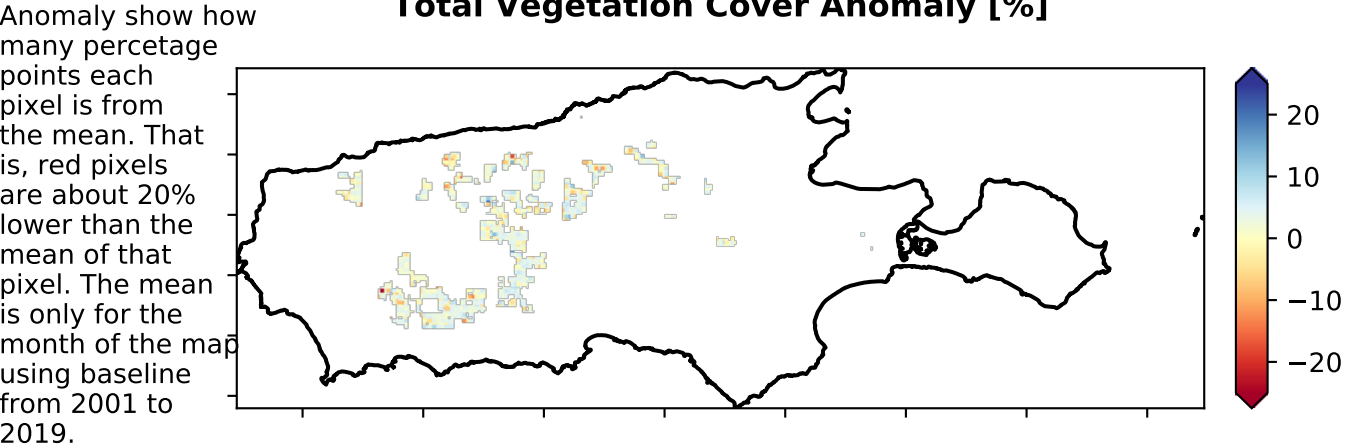 Total Vegetation Cover Anomaly [%]
Anomaly show how
many percetage
points each
pixel is from
the mean. That
is, red pixels
are about 20%
lower than the
mean of that
pixel. The mean
is only for the
month of the map
using baseline
from 2001 to
2019.
20
10
0
−10
−20